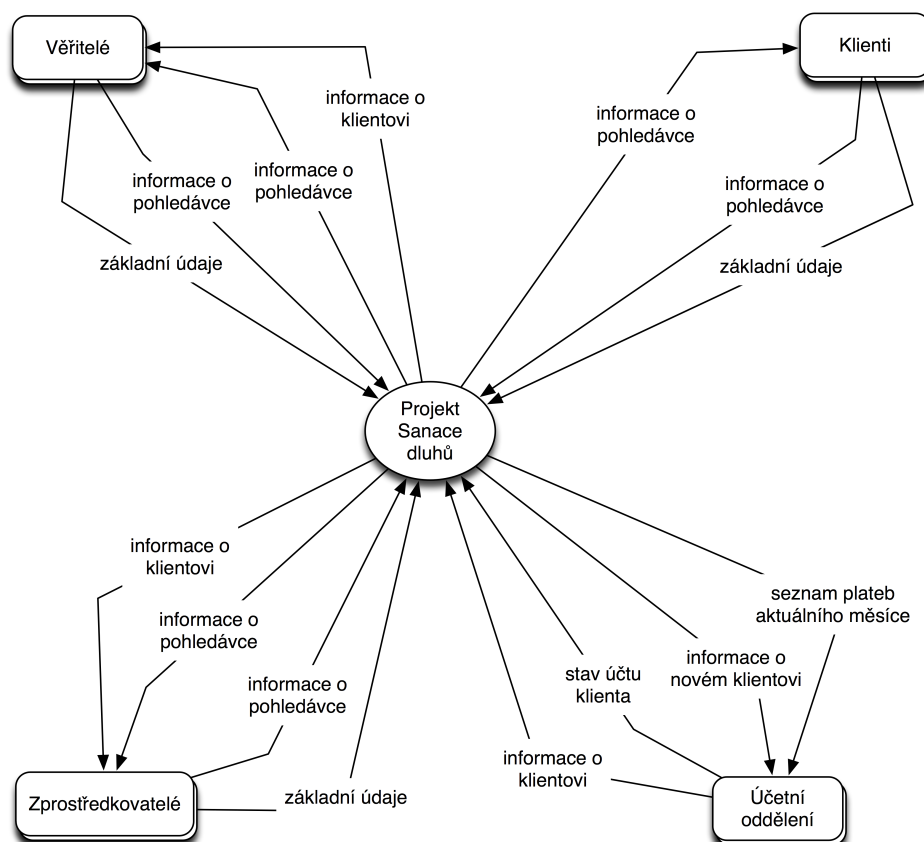 Věřitelé
Klienti
informace o
klientovi
informace o
pohledávce
informace o
pohledávce
informace o
pohledávce
informace o
pohledávce
základní údaje
základní údaje
Projekt
Sanace
dluhů
informace o
klientovi
informace o
pohledávce
informace o
pohledávce
základní údaje
seznam plateb
aktuálního měsíce
informace o
novém klientovi
stav účtu
klienta
informace o
klientovi
Zprostředkovatelé
Účetní
oddělení